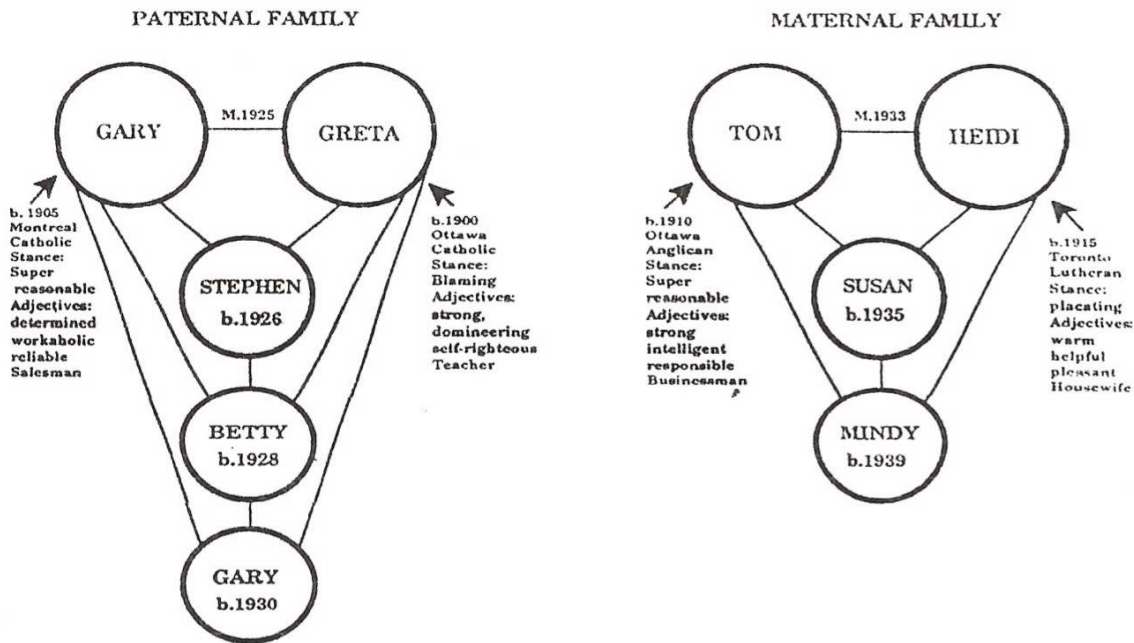 PATERNAL FAMILY
GARY
M.1925
GRETA
b. 1905
Montreal
Catholic
Stance:
Super
reasonable
Adjectives:
determined
workaholic
reliable
Salesman
b.1900
Ottawa
Catholic
Stance:
Blaming
Adjectives:
strong,
domineering
self-righteous
Teacher
STEPHEN
b.1926
BETTY
b.1928
GARY
b.1930
MATERNAL FAMILY
TOM
M.1933
HEIDI
b.1910
Ottawa
Anglican
Stance:
Super
reasonable
Adjectives:
strong
intelligent
responsible
Businessman
b.1915
Toronto
Lutheran
Stance:
placating
Adjectives:
warm
helpful
pleasant
Housewife
SUSAN
b.1935
MINDY
b.1939